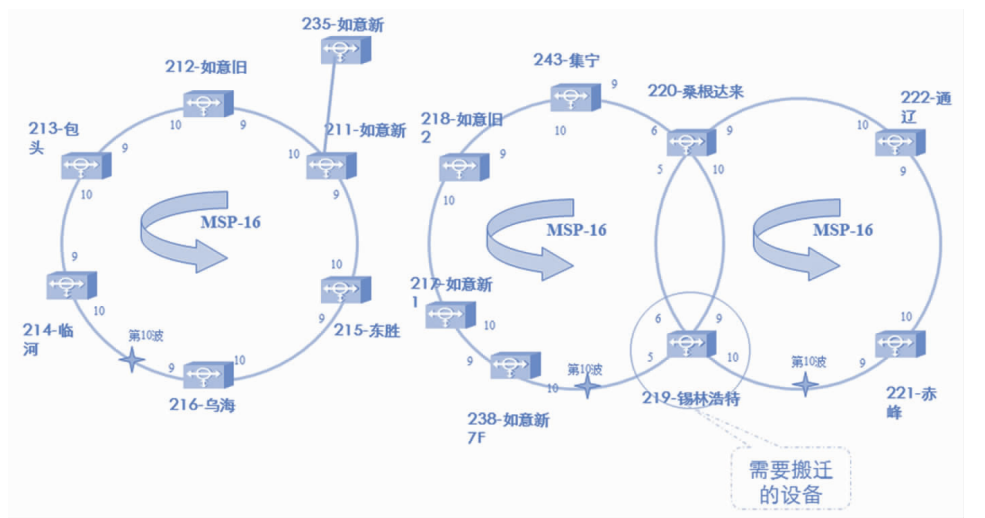 235-如意新
212-如意旧
10
9
213-包
头
9
10
211-如意新
10
9
MSP-16
9
214-临
河
10
第10波
9
10
216-乌海
10
9
215-东胜
243-集宁
9
10
218-如意旧
2
9
10
220-桑根达来
6
9
5
10
222-通
辽
10
9
MSP-16
MSP-16
217-如意新
1
10
9
10
238-如意新
7F
第10波
6
9
5
10
219-锡林浩特
第10波
10
9
221-赤
峰
需要搬迁
的设备